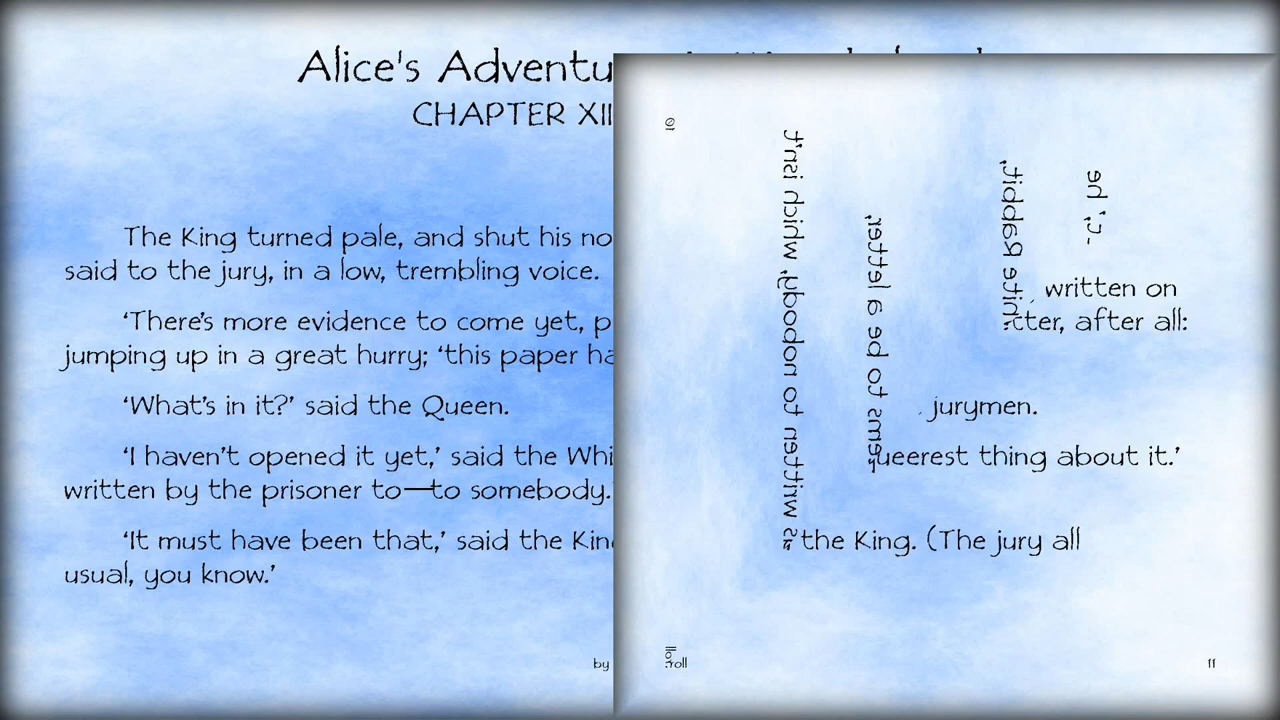 Alice's Adventu
CHAPTER XII
The King turned pale, and shut his no
said to the jury, in a low, trembling voice.
‘There’s more evidence to come yet, p
jumping up in a great hurry; ‘this paper ha
‘What’s in it?’ said the Queen.
‘I haven’t opened it yet,’ said the Whi
written by the prisoner to—to somebody.
‘It must have been that,’ said the King
usual, you know.’
by
10
written to nobody, which isn't
to be a letter,
hite Rabbit,
written on
tter, after all:
jurymen.
ueerest thing about it.’
the King. (The jury all
roll
11